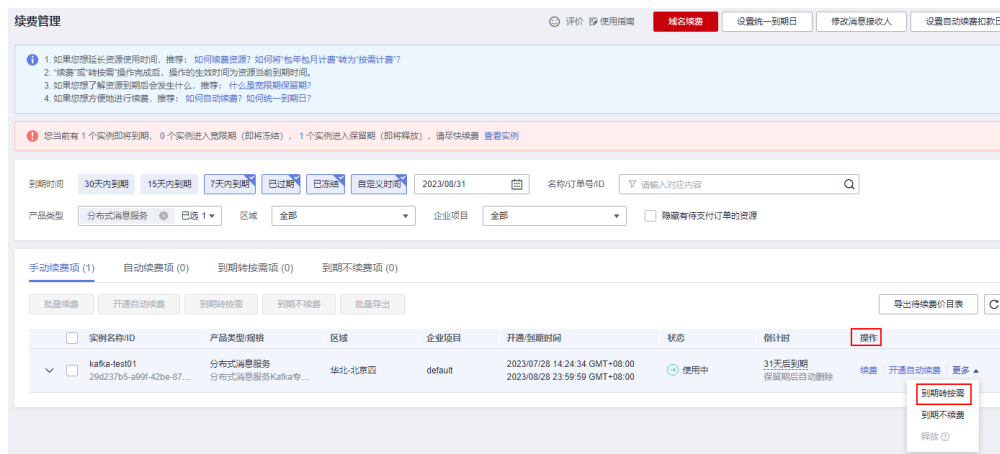 续费管理
评价 使用指南 域名续费 设置统一到期日 修改消息接收人 设置自动续费扣款日
1. 如果您想延长资源使用时间，推荐： 如何续费资源？如何将“包年包月计费”转为“按需计费”？
2. “续费”或“转按需”操作完成后，操作的生效时间为资源当前到期时间。
3. 如果您想了解资源到期后会发生什么，推荐： 什么是宽限期保留期？
4. 如果您想方便地进行续费，推荐： 如何自动续费？如何统一到期日？
您当前有 1 个实例即将到期， 0 个实例进入宽限期（即将冻结）， 1 个实例进入保留期（即将释放），请尽快续费 查看实例
到期时间 30天内到期 15天内到期 7天内到期 已过期 已冻结 自定义时间 2023/08/31 名称/订单号/ID 请输入对应内容
产品类型 分布式消息服务 已选 1 区域 全部 企业项目 全部 隐藏有待支付订单的资源
手动续费项 (1) 自动续费项 (0) 到期转按需项 (0) 到期不续费项 (0)
批量续费 开通自动续费 到期转按需 到期不续费 批量导出 导出待续费价目表
实例名称/ID 产品类型/规格 区域 企业项目 开通/到期时间 状态 倒计时 操作
kafka-test01 分布式消息服务 华北-北京四 default 2023/07/28 14:24:34 GMT+08:00 使用中 31天后到期 续费 开通自动续费 更多
29d237b5-a99f-42be-87... 分布式消息服务Kafka专... 2023/08/28 23:59:59 GMT+08:00 保留期后自动删除
到期转按需
到期不续费
释放